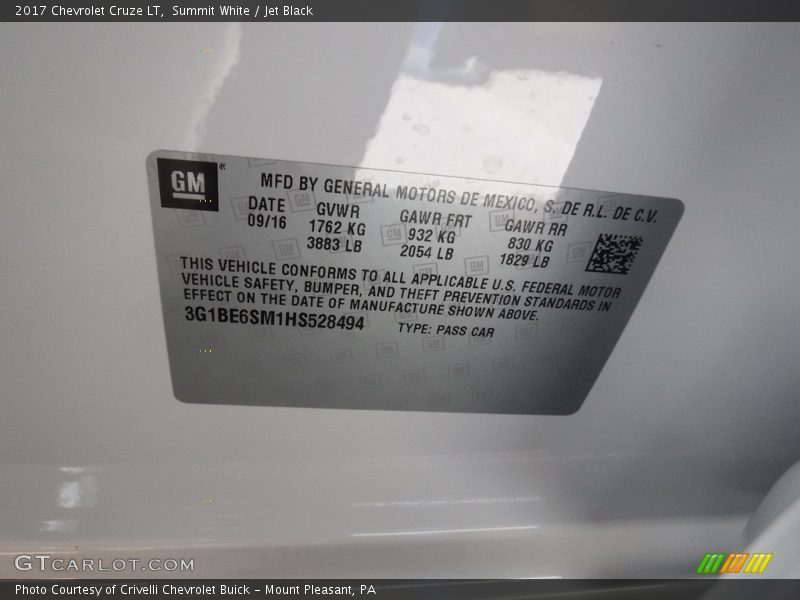 2017 Chevrolet Cruze LT, Summit White / Jet Black
GM®
MFD BY GENERAL MOTORS DE MEXICO, S. DE R.L. DE C.V.
DATE GVWR GAWR FRT GAWR RR
09/16 1762 KG 932 KG 830 KG
3883 LB 2054 LB 1829 LB
THIS VEHICLE CONFORMS TO ALL APPLICABLE U.S. FEDERAL MOTOR
VEHICLE SAFETY, BUMPER, AND THEFT PREVENTION STANDARDS IN
EFFECT ON THE DATE OF MANUFACTURE SHOWN ABOVE.
3G1BE6SM1HS528494 TYPE: PASS CAR
GTCARLOT.COM
Photo Courtesy of Crivelli Chevrolet Buick - Mount Pleasant, PA